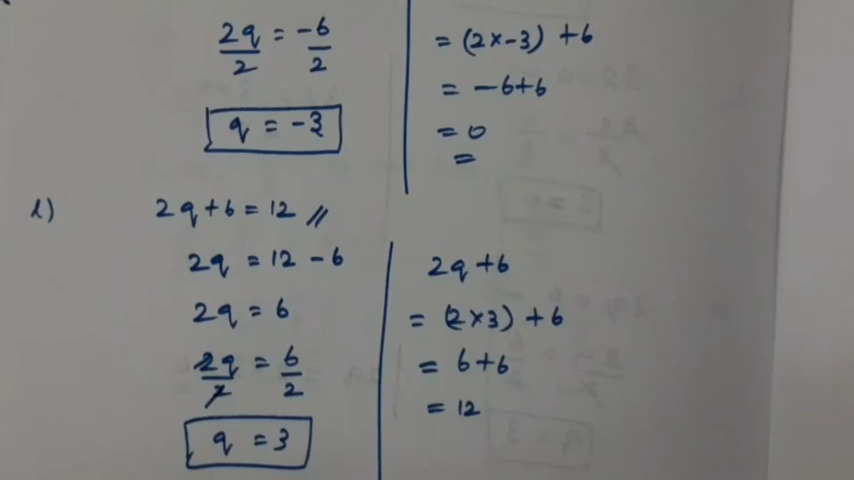 2q/2 = -6/2
q = -3
= (2×-3) +6
= -6+6
= 0
=
l) 2q+6 = 12 //
2q = 12 - 6
2q = 6
2q/2 = 6/2
q = 3
2q +6
= (2×3) + 6
= 6+6
= 12